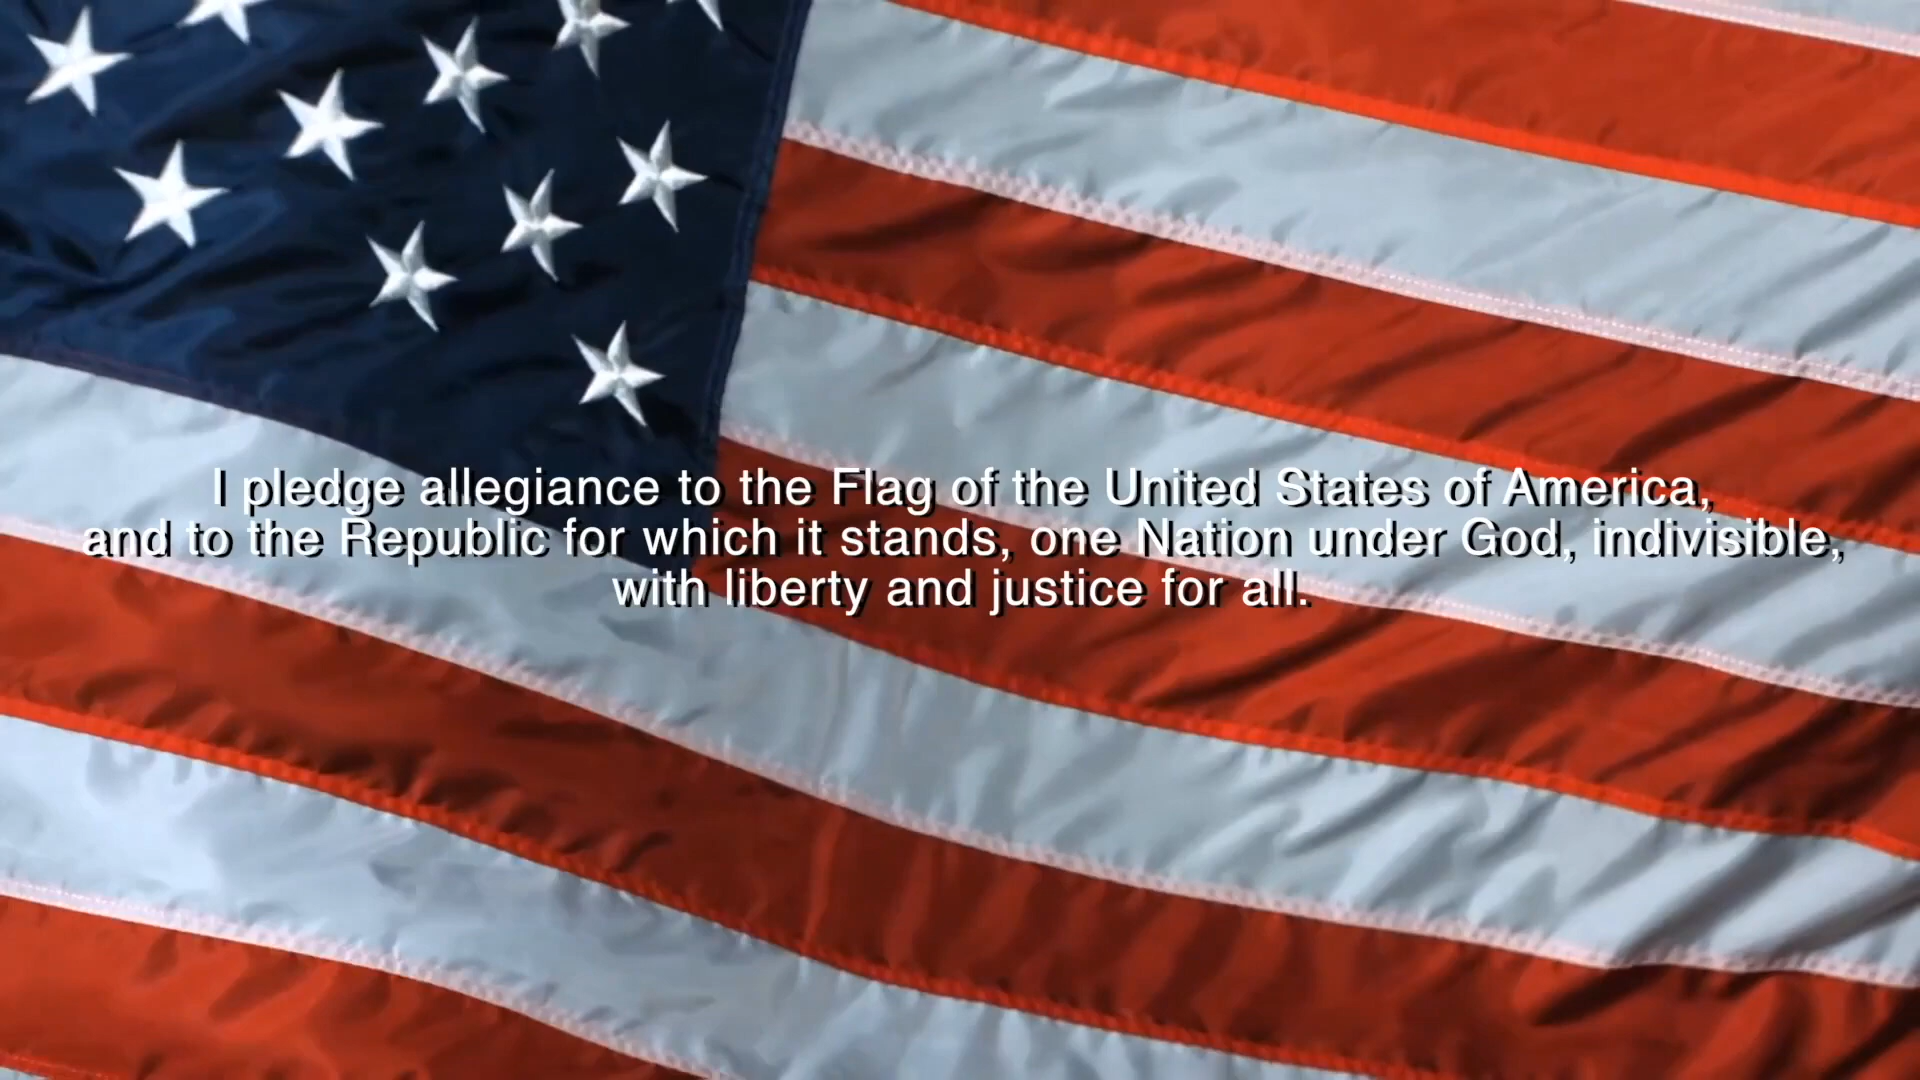 I pledge allegiance to the Flag of the United States of America,
and to the Republic for which it stands, one Nation under God, indivisible,
with liberty and justice for all.